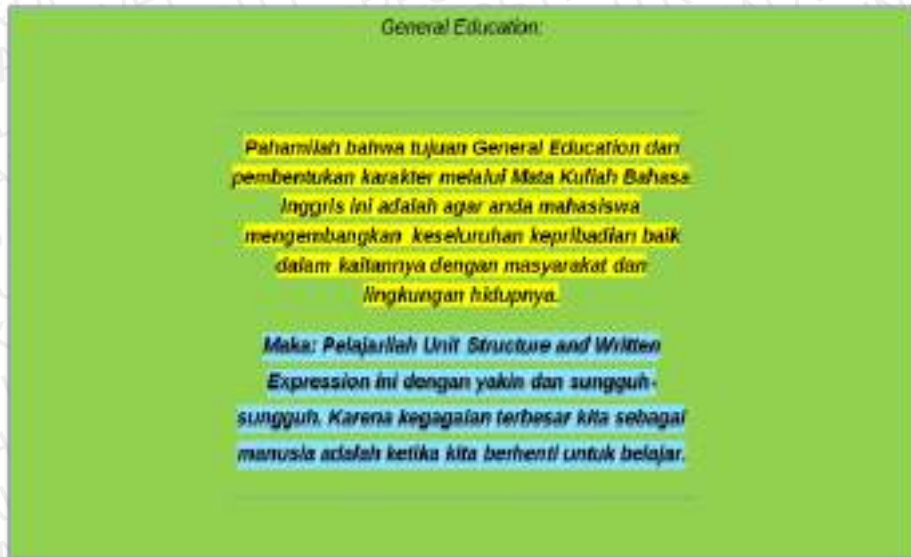 General Education:
Pahamilah bahwa tujuan General Education dan
pembentukan karakter melalui Mata Kuliah Bahasa
Inggris ini adalah agar anda mahasiswa
mengembangkan keseluruhan kepribadian baik
dalam kaitannya dengan masyarakat dan
lingkungan hidupnya.
Maka: Pelajarilah Unit Structure and Written
Expression ini dengan yakin dan sungguh-
sungguh. Karena kegagalan terbesar kita sebagai
manusia adalah ketika kita berhenti untuk belajar.